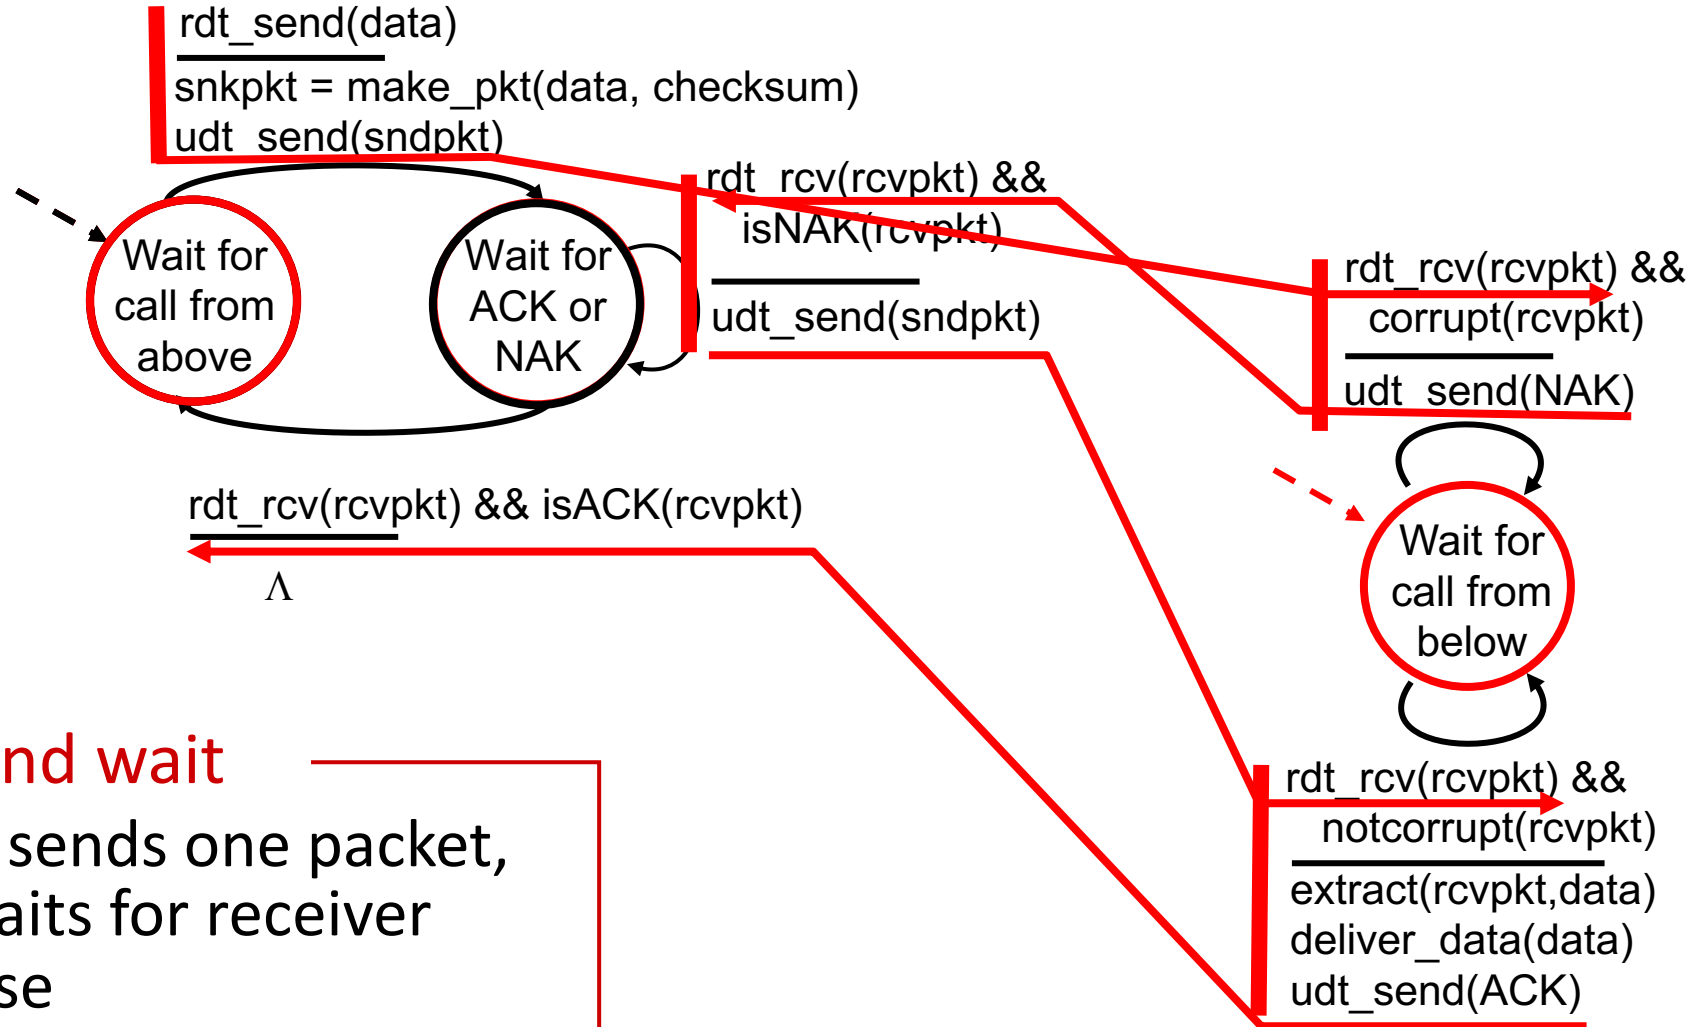 rdt_send(data)
snkpkt = make_pkt(data, checksum)
udt_send(sndpkt)
rdt_rcv(rcvpkt) &&
isNAK(rcvpkt)
udt_send(sndpkt)
Wait for
call from
above
Wait for
ACK or
NAK
rdt_rcv(rcvpkt) && isACK(rcvpkt)
Λ
rdt_rcv(rcvpkt) &&
corrupt(rcvpkt)
udt_send(NAK)
Wait for
call from
below
rdt_rcv(rcvpkt) &&
notcorrupt(rcvpkt)
extract(rcvpkt,data)
deliver_data(data)
udt_send(ACK)
nd wait
sends one packet,
aits for receiver
se